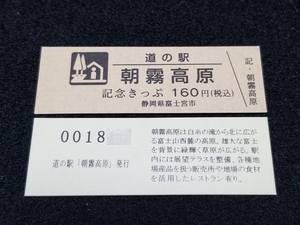 道の駅
朝霧高原
記念きっぷ 160円(税込)
静岡県富士宮市
記・朝霧高原
0018
道の駅「朝霧高原」発行
朝霧高原は白糸の滝から北に広が
る富士山西麓の高原。雄大な富士
を背景に緑輝く草原が広がる。駅
内には展望テラスを整備、各種地
場産品を扱う販売所や地場の食材
を活用したレストラン有り。